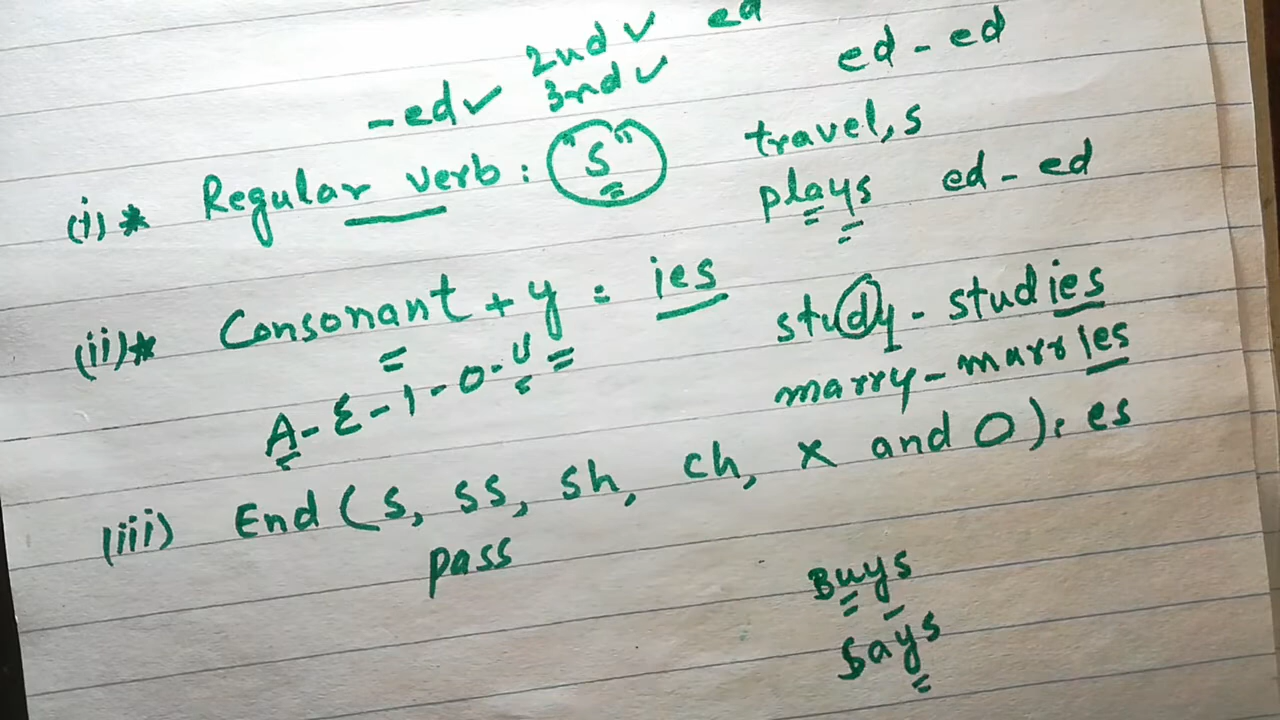 2nd ✓ ed
-ed ✓ 3nd ✓ ed - ed
(i)* Regular verb : "S" travel, s
plays ed - ed
(ii)* Consonant + y = ies study - studies
A - E - I - O - U marry - marries
(iii) End (s, ss, sh, ch, x and O) : es
pass
Buys
Says